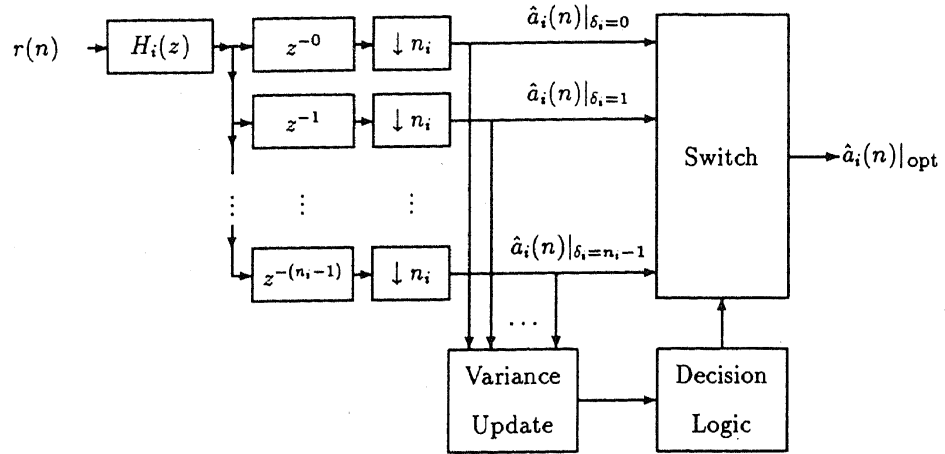 r(n)
H_i(z)
z^{-0}
↓ n_i
â_i(n)|_{δ_i=0}
z^{-1}
↓ n_i
â_i(n)|_{δ_i=1}
Switch
â_i(n)|_{opt}
⋮ ⋮ ⋮
z^{-(n_i-1)}
↓ n_i
â_i(n)|_{δ_i=n_i-1}
...
Variance
Update
Decision
Logic